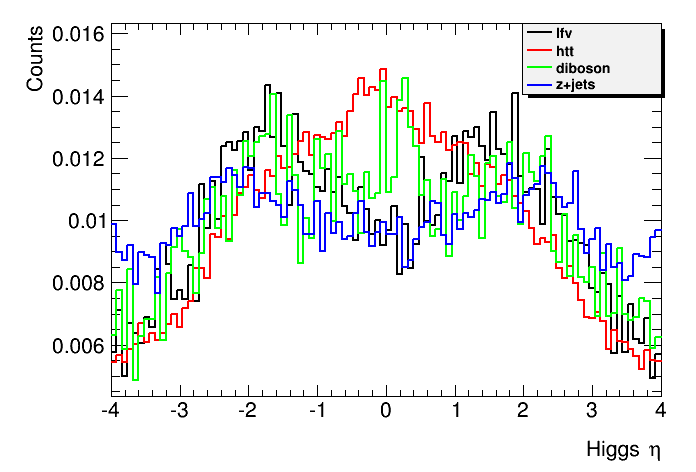 Counts
0.016
0.014
0.012
0.01
0.008
0.006
lfv
htt
diboson
z+jets
-4 -3 -2 -1 0 1 2 3 4
Higgs η